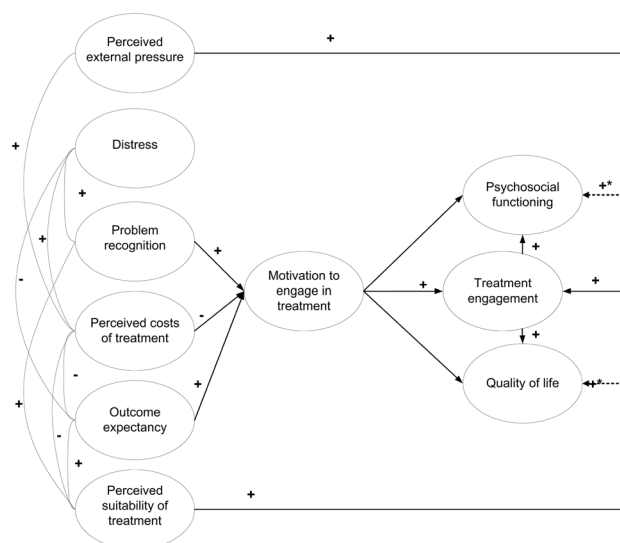 Perceived
external pressure
+
+
Distress
+
+
-
Problem
recognition
+
Perceived costs
of treatment
-
-
-
+
Outcome
expectancy
+
+
Perceived
suitability of
treatment
+
Motivation to
engage in
treatment
+
Psychosocial
functioning
+*
+
Treatment
engagement
+
+
Quality of life
+*